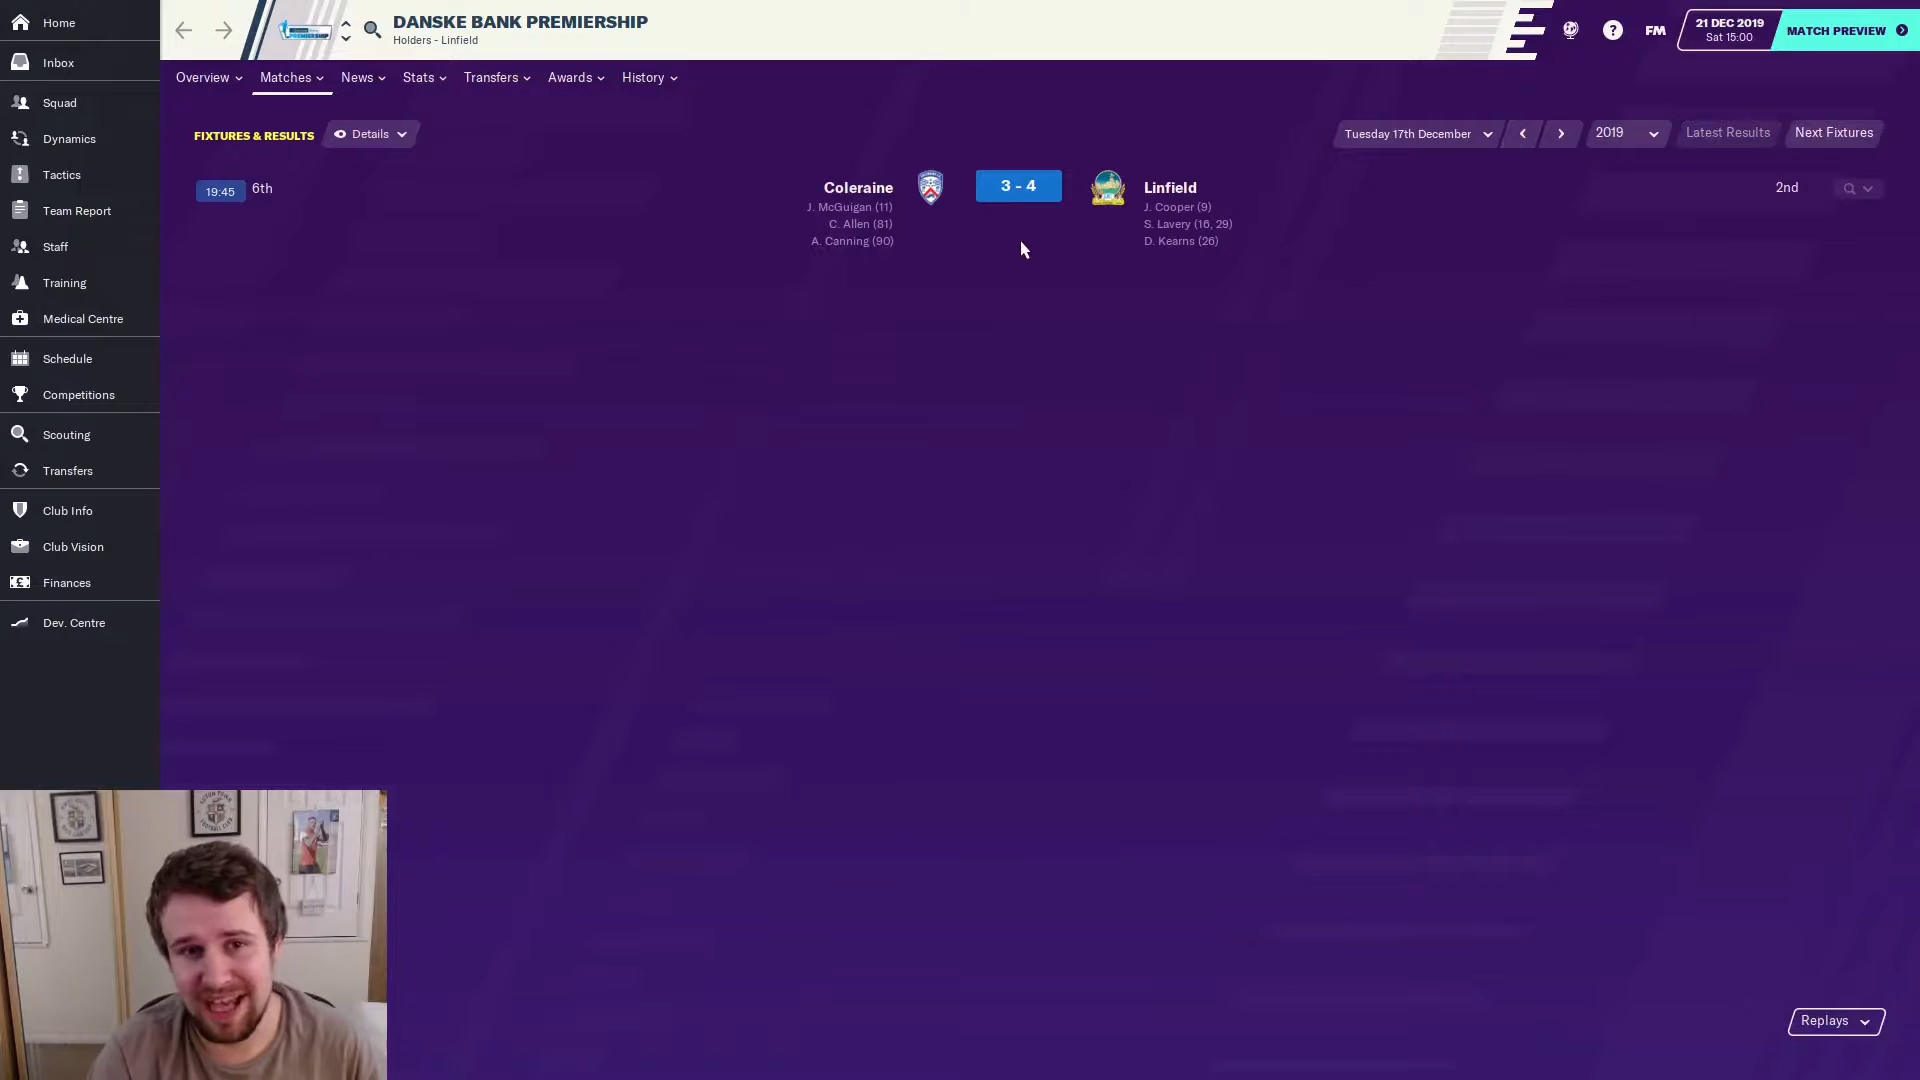 Home
Inbox
Squad
Dynamics
Tactics
Team Report
Staff
Training
Medical Centre
Schedule
Competitions
Scouting
Transfers
Club Info
Club Vision
Finances
Dev. Centre
DANSKE BANK PREMIERSHIP
Holders - Linfield
?
FM
21 DEC 2019
Sat 15:00
MATCH PREVIEW
Overview
Matches
News
Stats
Transfers
Awards
History
FIXTURES & RESULTS
Details
Tuesday 17th December
2019
Latest Results
Next Fixtures
19:45
6th
Coleraine
3 - 4
Linfield
2nd
J. McGuigan (11)
J. Cooper (9)
C. Allen (81)
S. Lavery (16, 29)
A. Canning (90)
D. Kearns (26)
Replays